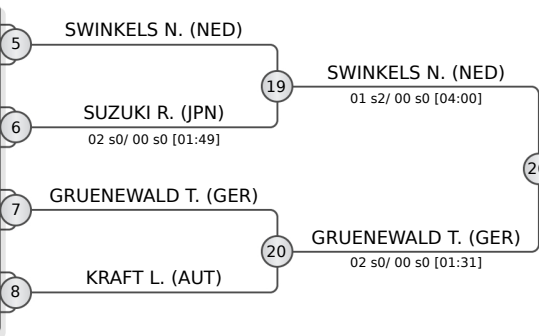 SWINKELS N. (NED)
5
19
SWINKELS N. (NED)
01 s2/ 00 s0 [04:00]
SUZUKI R. (JPN)
6
02 s0/ 00 s0 [01:49]
GRUENEWALD T. (GER)
7
20
GRUENEWALD T. (GER)
02 s0/ 00 s0 [01:31]
KRAFT L. (AUT)
8